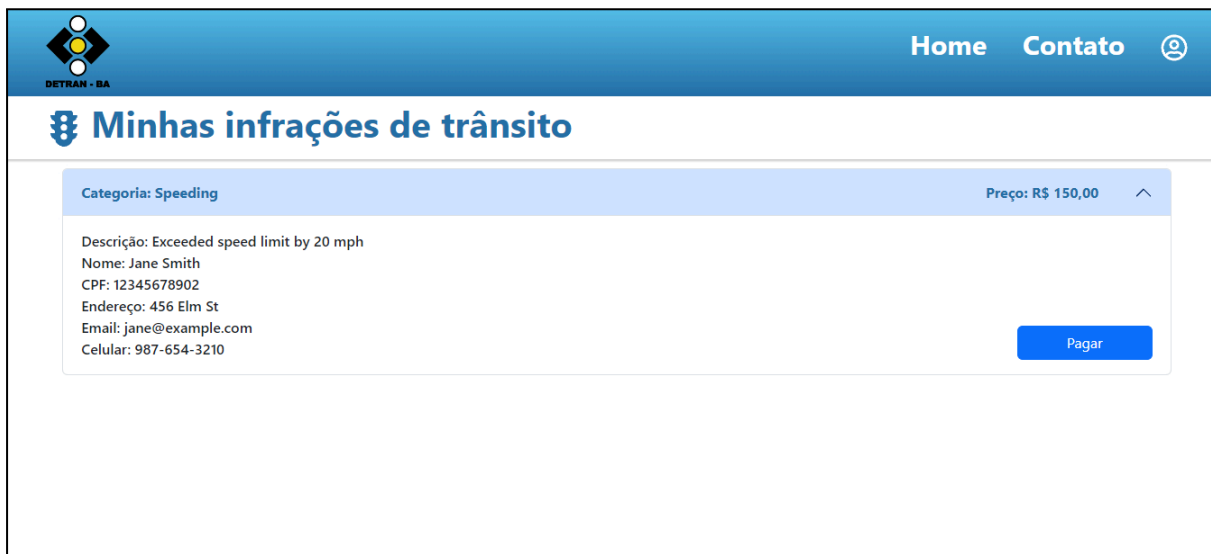 DETRAN - BA
Home Contato
Minhas infrações de trânsito
Categoria: Speeding Preço: R$ 150,00
Descrição: Exceeded speed limit by 20 mph
Nome: Jane Smith
CPF: 12345678902
Endereço: 456 Elm St
Email: jane@example.com
Celular: 987-654-3210
Pagar